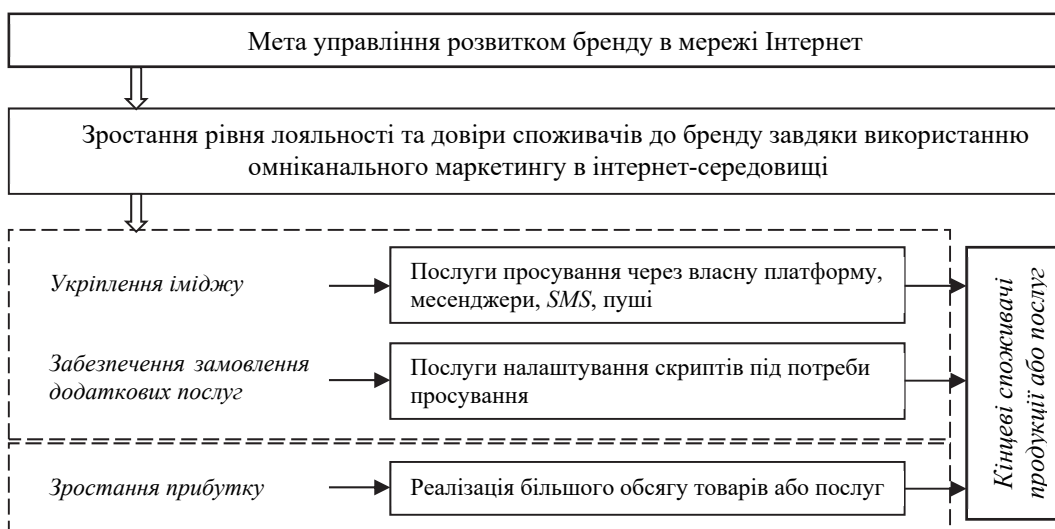 Мета управління розвитком бренду в мережі Інтернет
Зростання рівня лояльності та довіри споживачів до бренду завдяки використанню
омніканального маркетингу в інтернет-середовищі
Укріплення іміджу
Послуги просування через власну платформу,
месенджери, SMS, пуші
Забезпечення замовлення
додаткових послуг
Послуги налаштування скриптів під потреби
просування
Зростання прибутку
Реалізація більшого обсягу товарів або послуг
Кінцеві споживачі
продукції або послуг